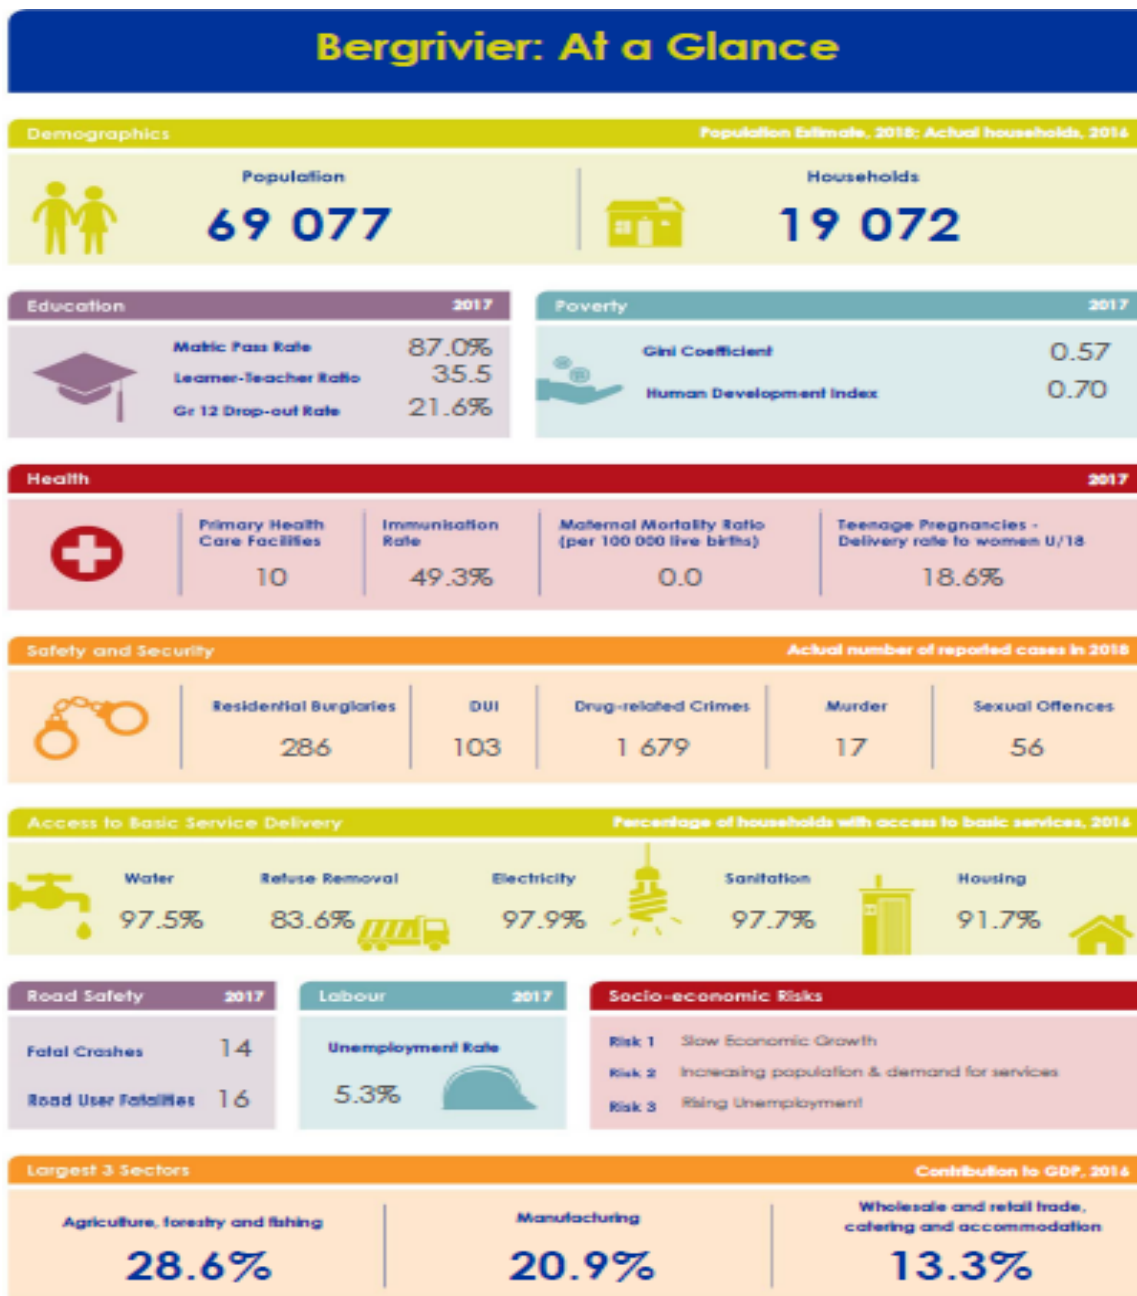 Bergrivier: At a Glance
Demographics Population Estimate, 2018; Actual households, 2016
Population Households
69 077 19 072
Education 2017
Matric Pass Rate 87.0%
Learner-Teacher Ratio 35.5
Gr 12 Drop-out Rate 21.6%
Poverty 2017
Gini Coefficient 0.57
Human Development Index 0.70
Health 2017
Primary Health Care Facilities
10
Immunisation Rate
49.3%
Maternal Mortality Ratio
(per 100 000 live births)
0.0
Teenage Pregnancies -
Delivery rate to women U/18
18.6%
Safety and Security Actual number of reported cases in 2018
Residential Burglaries DUI Drug-related Crimes Murder Sexual Offences
286 103 1 679 17 56
Access to Basic Service Delivery Percentage of households with access to basic services, 2016
Water Refuse Removal Electricity Sanitation Housing
97.5% 83.6% 97.9% 97.7% 91.7%
Road Safety 2017
Fatal Crashes 14
Road User Fatalities 16
Labour 2017
Unemployment Rate
5.3%
Socio-economic Risks
Risk 1 Slow Economic Growth
Risk 2 Increasing population & demand for services
Risk 3 Rising Unemployment
Largest 3 Sectors Contribution to GDP, 2016
Agriculture, forestry and fishing
28.6%
Manufacturing
20.9%
Wholesale and retail trade,
catering and accommodation
13.3%